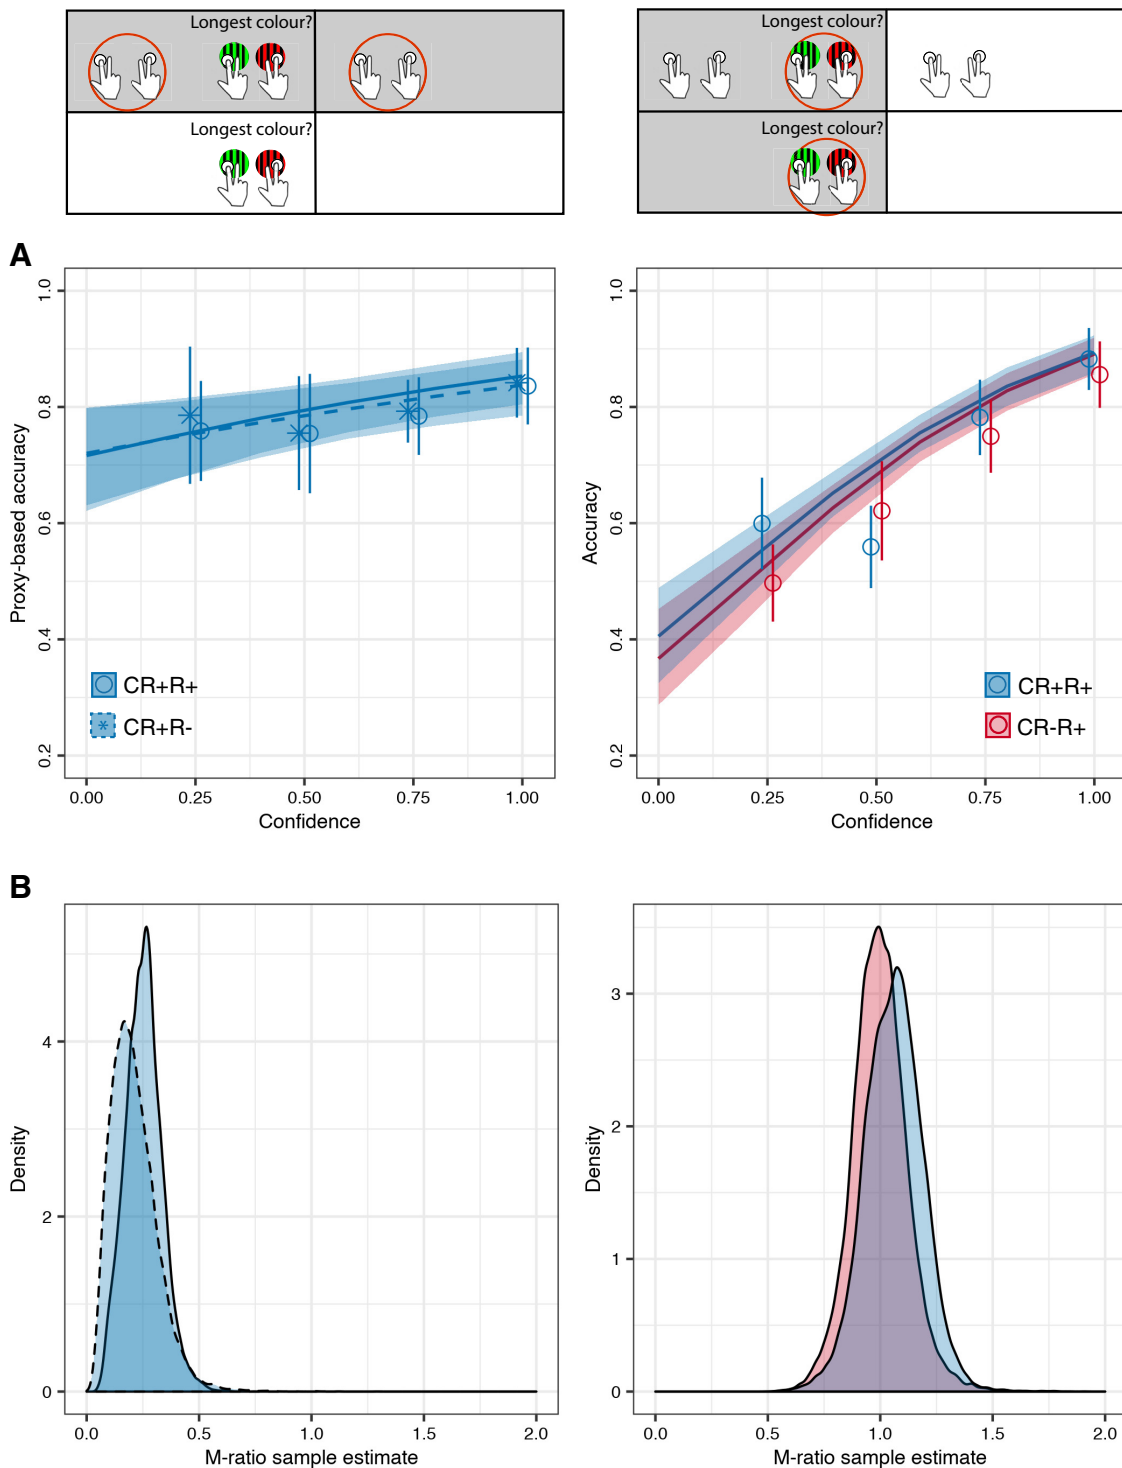 Longest colour?
Longest colour?
Longest colour?
Longest colour?
A
1.0
0.8
0.6
0.4
0.2
Proxy-based accuracy
CR+R+
CR+R-
0.00 0.25 0.50 0.75 1.00
Confidence
1.0
0.8
0.6
0.4
0.2
Accuracy
CR+R+
CR-R+
0.00 0.25 0.50 0.75 1.00
Confidence
B
4
2
0
Density
0.0 0.5 1.0 1.5 2.0
M-ratio sample estimate
3
2
1
0
Density
0.0 0.5 1.0 1.5 2.0
M-ratio sample estimate